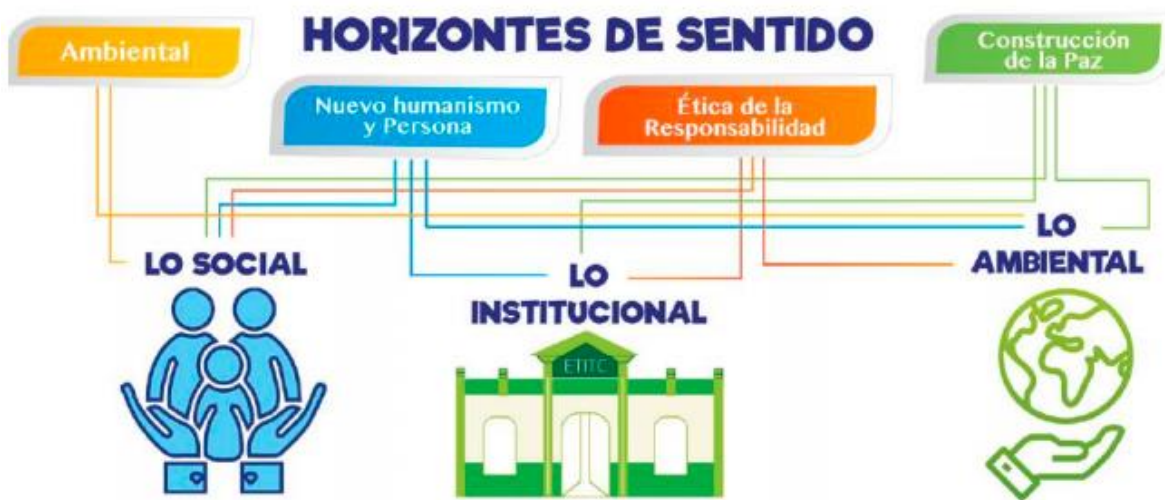 HORIZONTES DE SENTIDO
Ambiental
Nuevo humanismo
y Persona
Ética de la
Responsabilidad
Construcción
de la Paz
LO SOCIAL
LO
INSTITUCIONAL
LO
AMBIENTAL
ETITC